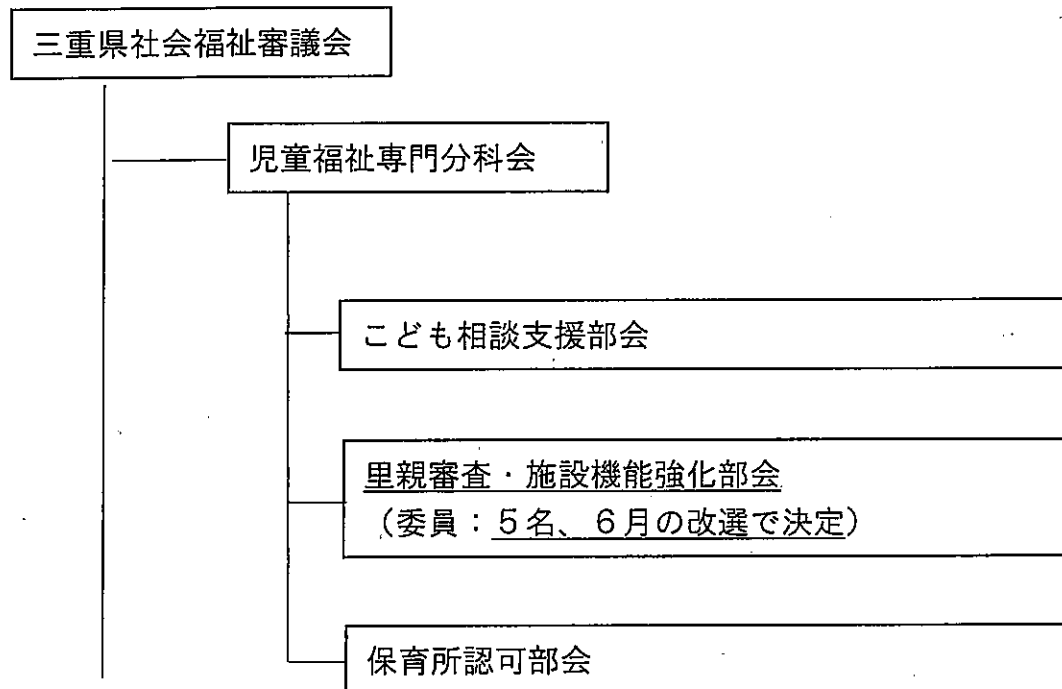 三重県社会福祉審議会
児童福祉専門分科会
こども相談支援部会
里親審査・施設機能強化部会
（委員：５名、６月の改選で決定）
保育所認可部会